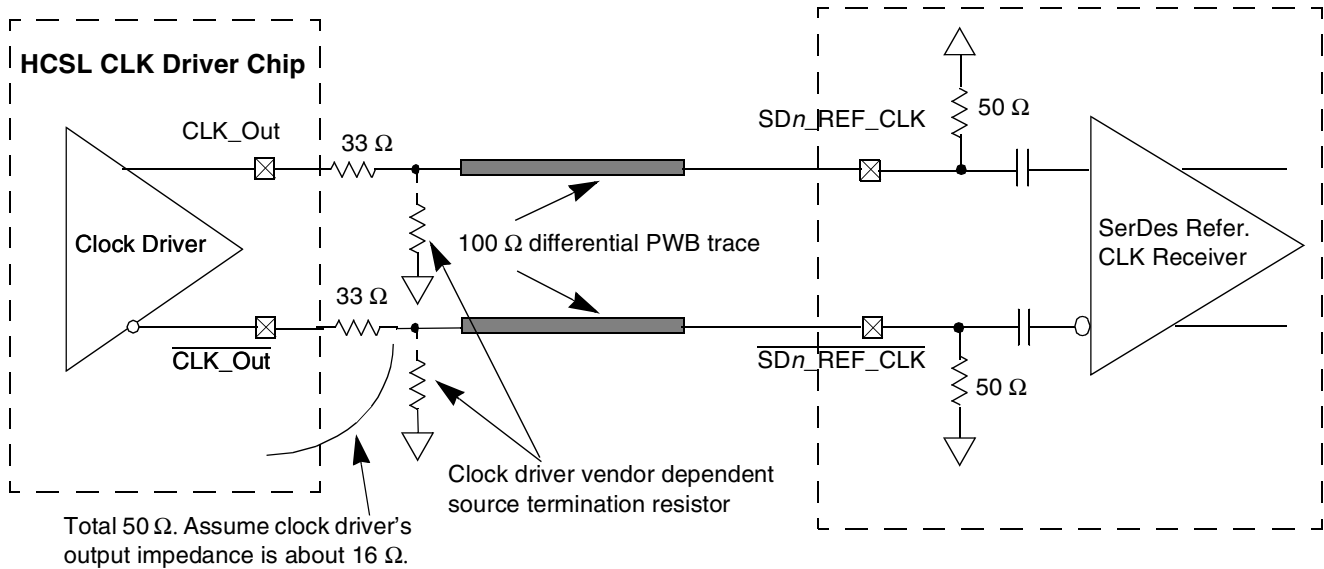 HCSL CLK Driver Chip
CLK_Out
33 Ω
SDn_REF_CLK
50 Ω
Clock Driver
100 Ω differential PWB trace
SerDes Refer.
CLK Receiver
33 Ω
CLK_Out
SDn_REF_CLK
50 Ω
Clock driver vendor dependent
source termination resistor
Total 50 Ω. Assume clock driver's
output impedance is about 16 Ω.